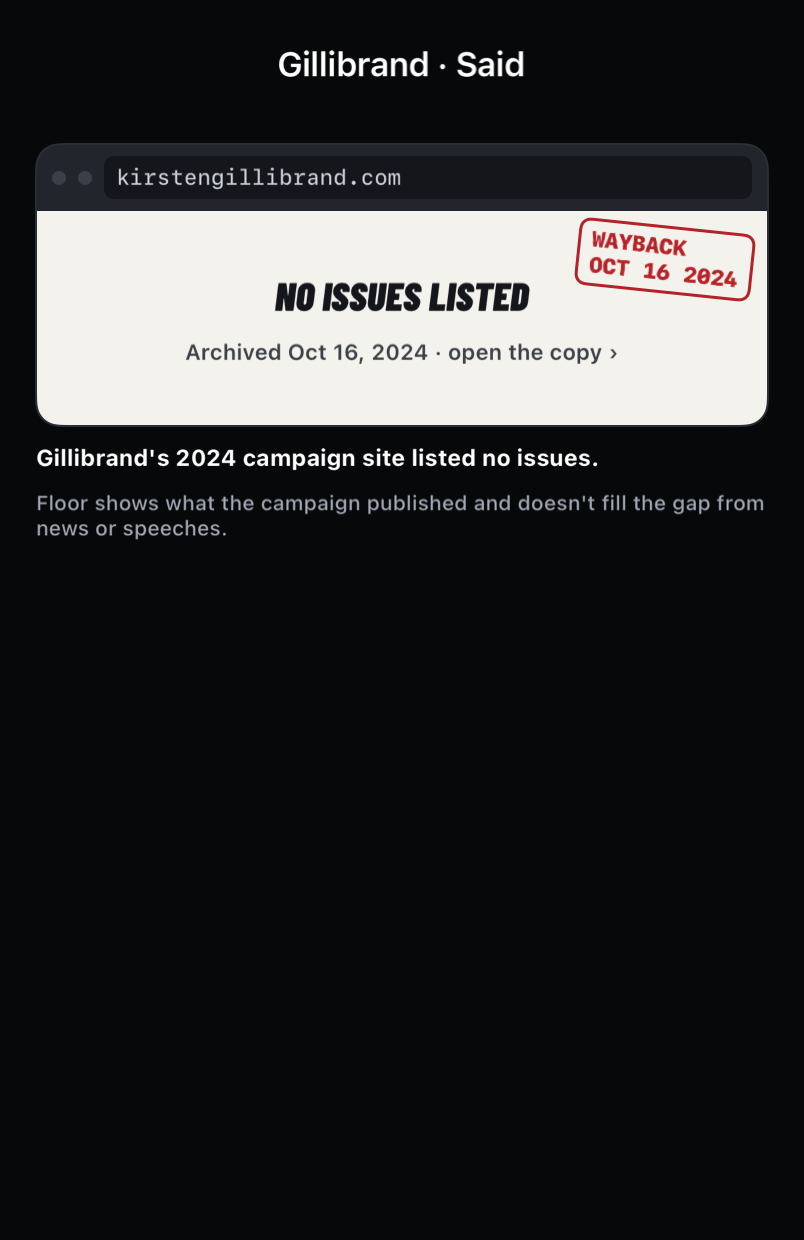 Gillibrand · Said
kirstengillibrand.com
WAYBACK
OCT 16 2024
NO ISSUES LISTED
Archived Oct 16, 2024 · open the copy ›
Gillibrand's 2024 campaign site listed no issues.
Floor shows what the campaign published and doesn't fill the gap from
news or speeches.